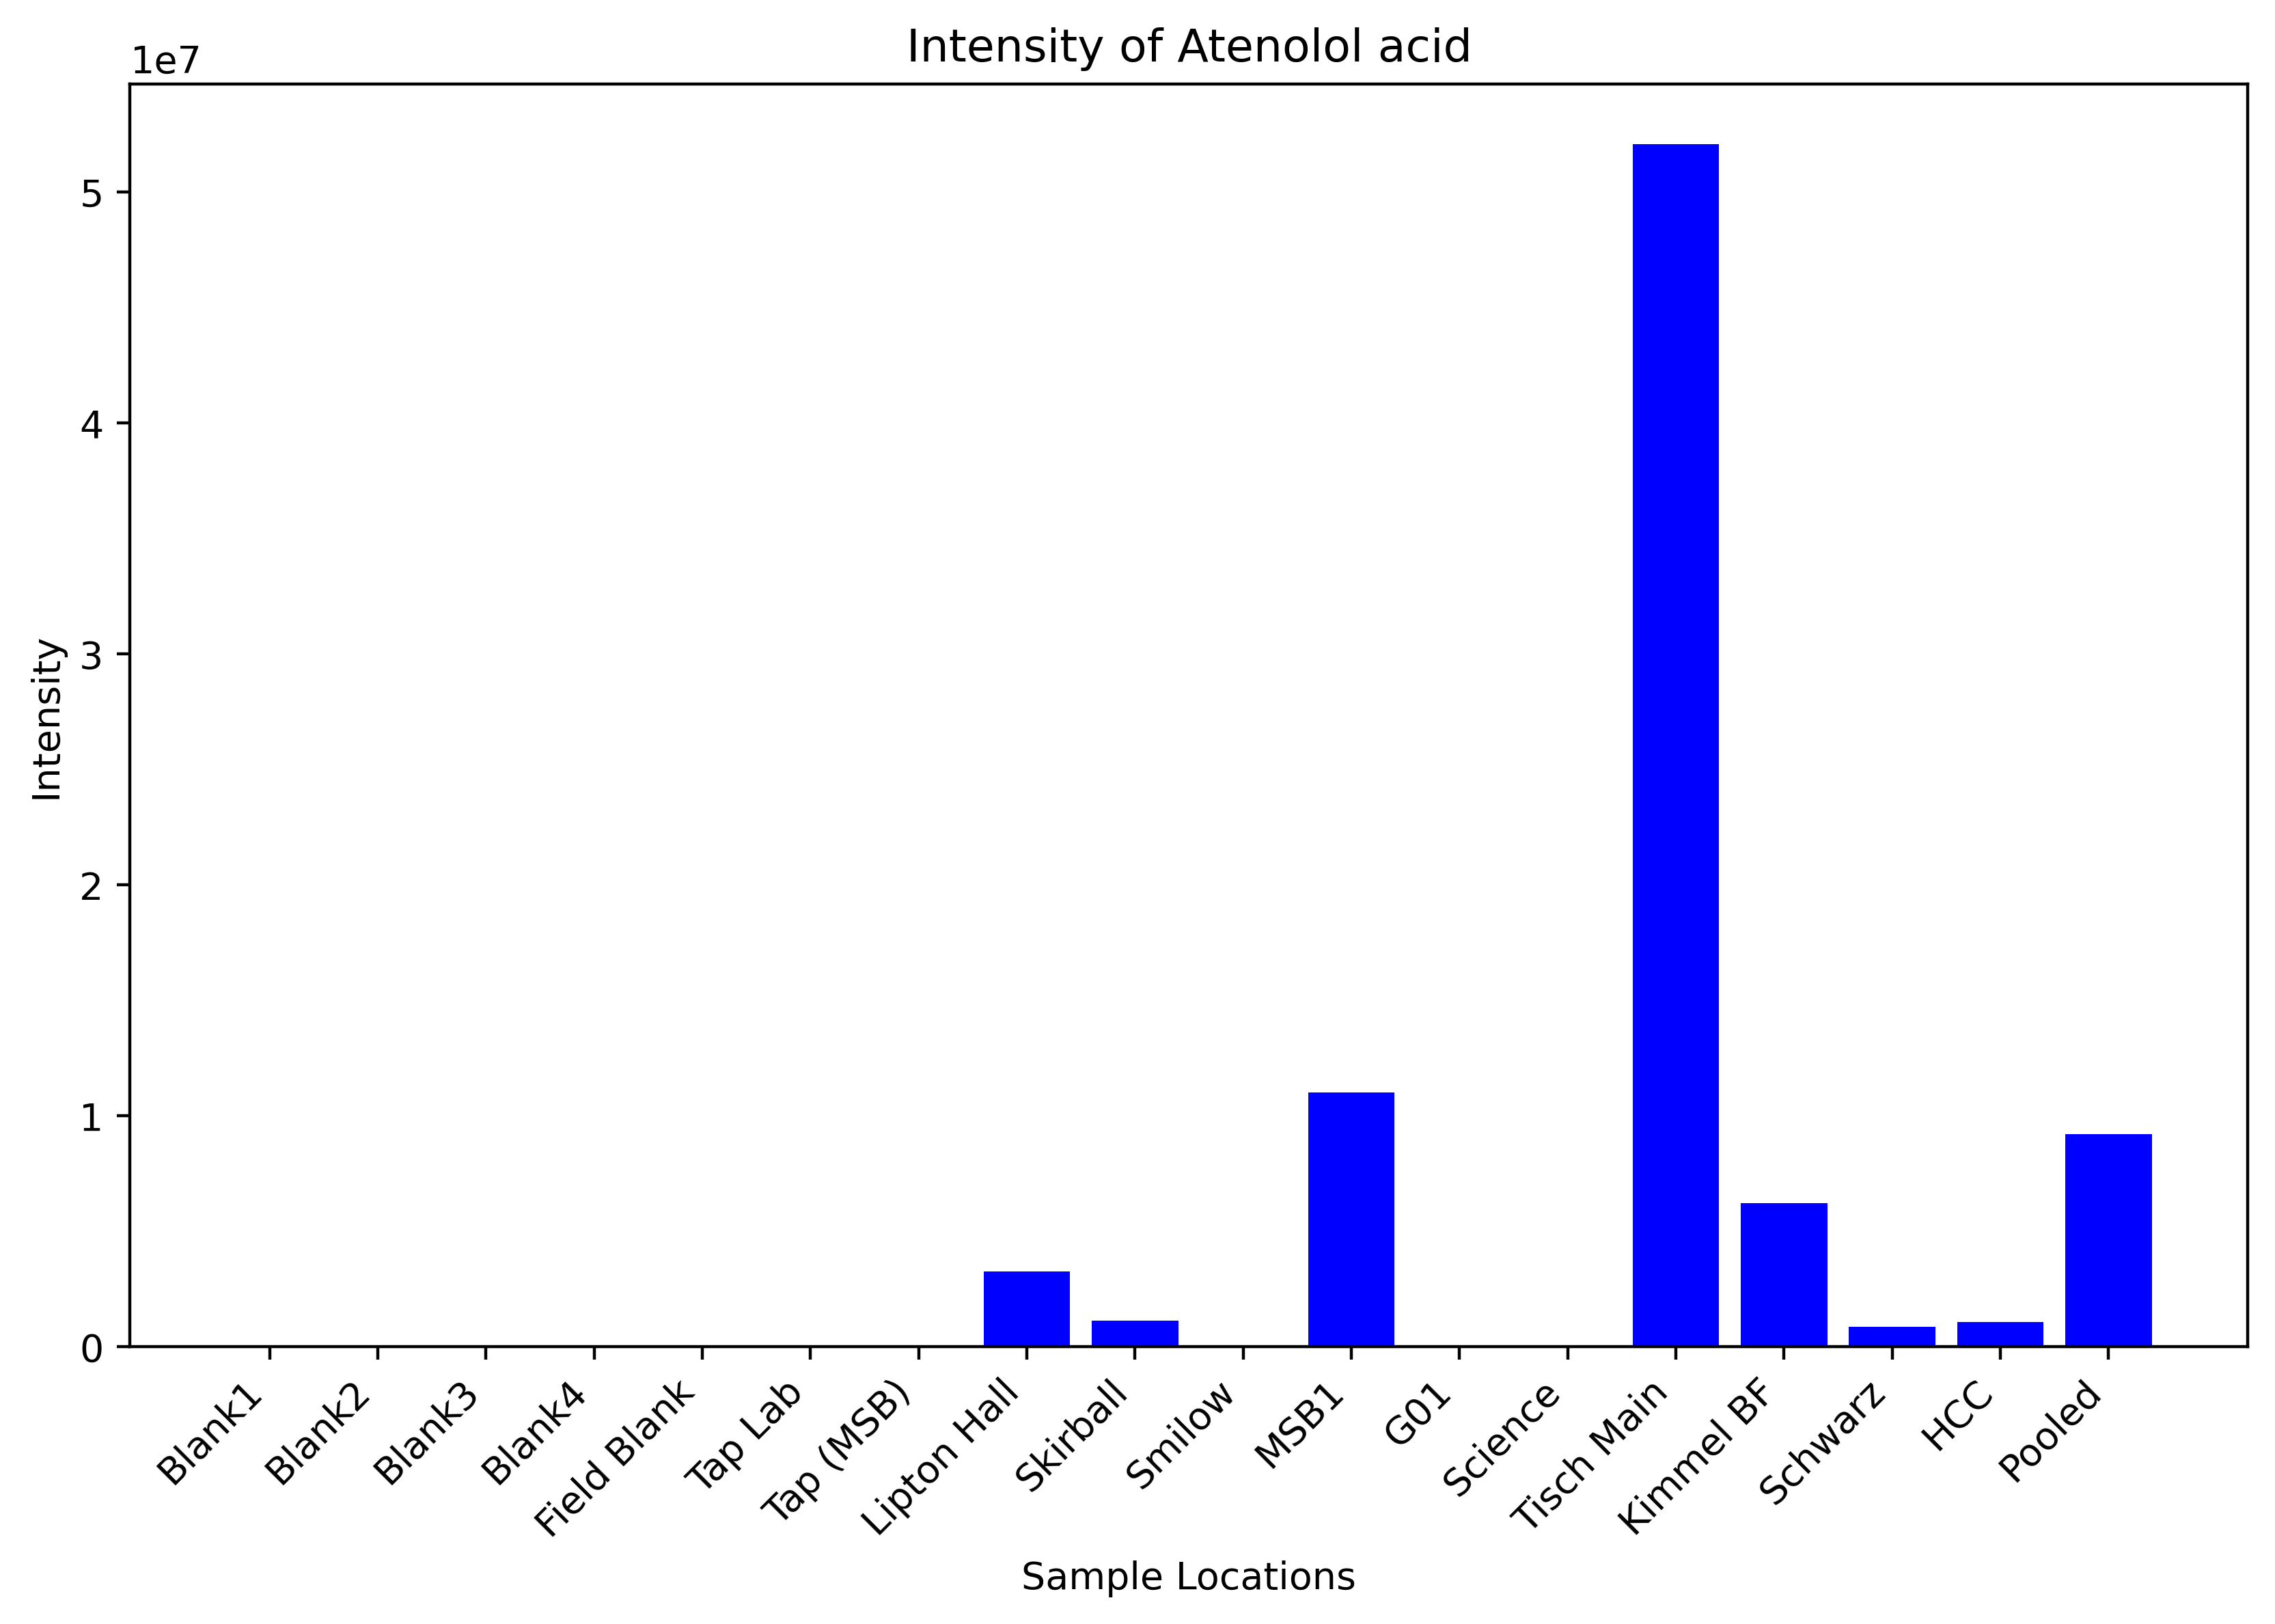 Intensity of Atenolol acid
1e7
5
4
3
2
1
0
Intensity
Blank1
Blank2
Blank3
Blank4
Field Blank
Tap Lab
Tap (MSB)
Lipton Hall
Skirball
Smilow
MSB1
G01
Science
Tisch Main
Kimmel BF
Schwarz
HCC
Pooled
Sample Locations